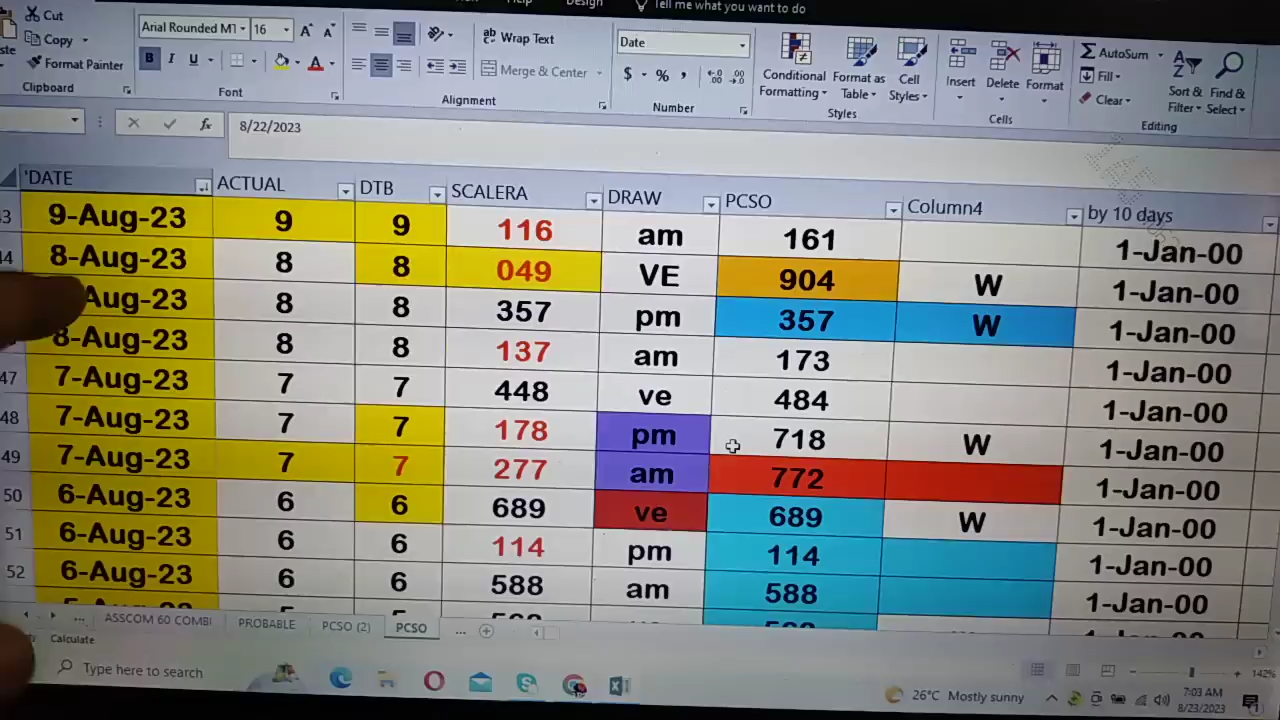 Help
Design
Tell me what you want to do
Cut
Copy
Format Painter
Clipboard
Arial Rounded MT
16
B I U
Font
Wrap Text
Merge & Center
Alignment
Date
$ % ,
Number
Conditional Formatting
Format as Table
Cell Styles
Styles
Insert
Delete
Format
Cells
AutoSum
Fill
Clear
Sort & Filter
Find & Select
Editing
fx
8/22/2023
'DATE ACTUAL DTB SCALERA DRAW PCSO Column4 by 10 days
9-Aug-23 9 9 116 am 161 1-Jan-00
8-Aug-23 8 8 049 VE 904 W 1-Jan-00
Aug-23 8 8 357 pm 357 W 1-Jan-00
8-Aug-23 8 8 137 am 173 1-Jan-00
47 7-Aug-23 7 7 448 ve 484 1-Jan-00
48 7-Aug-23 7 7 178 pm 718 W 1-Jan-00
49 7-Aug-23 7 7 277 am 772 1-Jan-00
50 6-Aug-23 6 6 689 ve 689 W 1-Jan-00
51 6-Aug-23 6 6 114 pm 114 1-Jan-00
52 6-Aug-23 6 6 588 am 588 1-Jan-00
... ASSCOM 60 COMBI PROBABLE PCSO (2) PCSO ...
Calculate
142%
Type here to search
26°C Mostly sunny
7:03 AM
8/23/2023